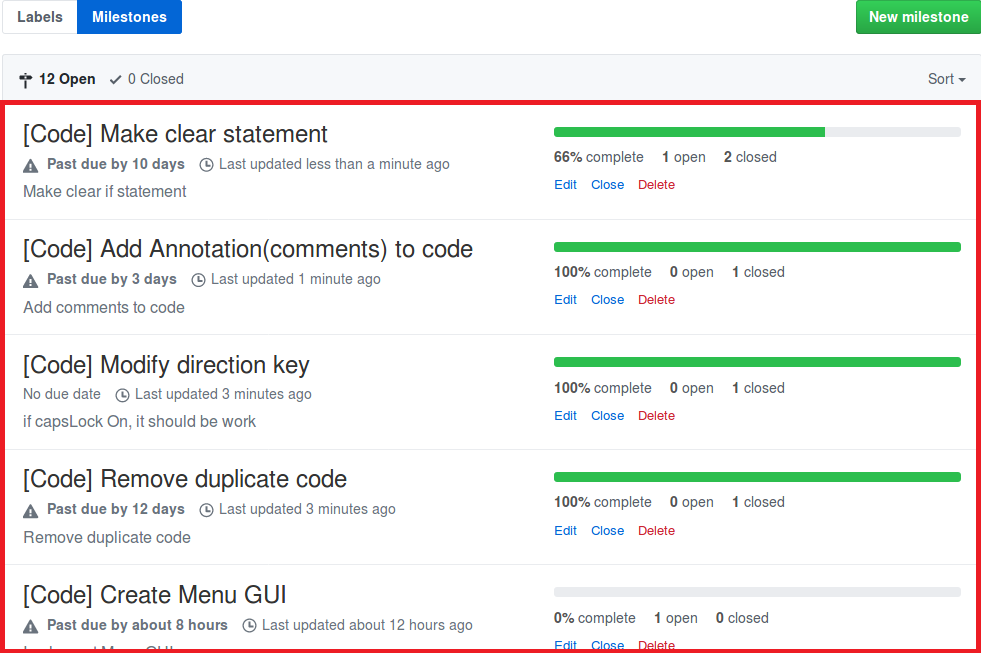 Labels Milestones New milestone
12 Open 0 Closed Sort
[Code] Make clear statement
Past due by 10 days Last updated less than a minute ago
Make clear if statement
66% complete 1 open 2 closed
Edit Close Delete
[Code] Add Annotation(comments) to code
Past due by 3 days Last updated 1 minute ago
Add comments to code
100% complete 0 open 1 closed
Edit Close Delete
[Code] Modify direction key
No due date Last updated 3 minutes ago
if capsLock On, it should be work
100% complete 0 open 1 closed
Edit Close Delete
[Code] Remove duplicate code
Past due by 12 days Last updated 3 minutes ago
Remove duplicate code
100% complete 0 open 1 closed
Edit Close Delete
[Code] Create Menu GUI
Past due by about 8 hours Last updated about 12 hours ago
0% complete 1 open 0 closed
Edit Close Delete